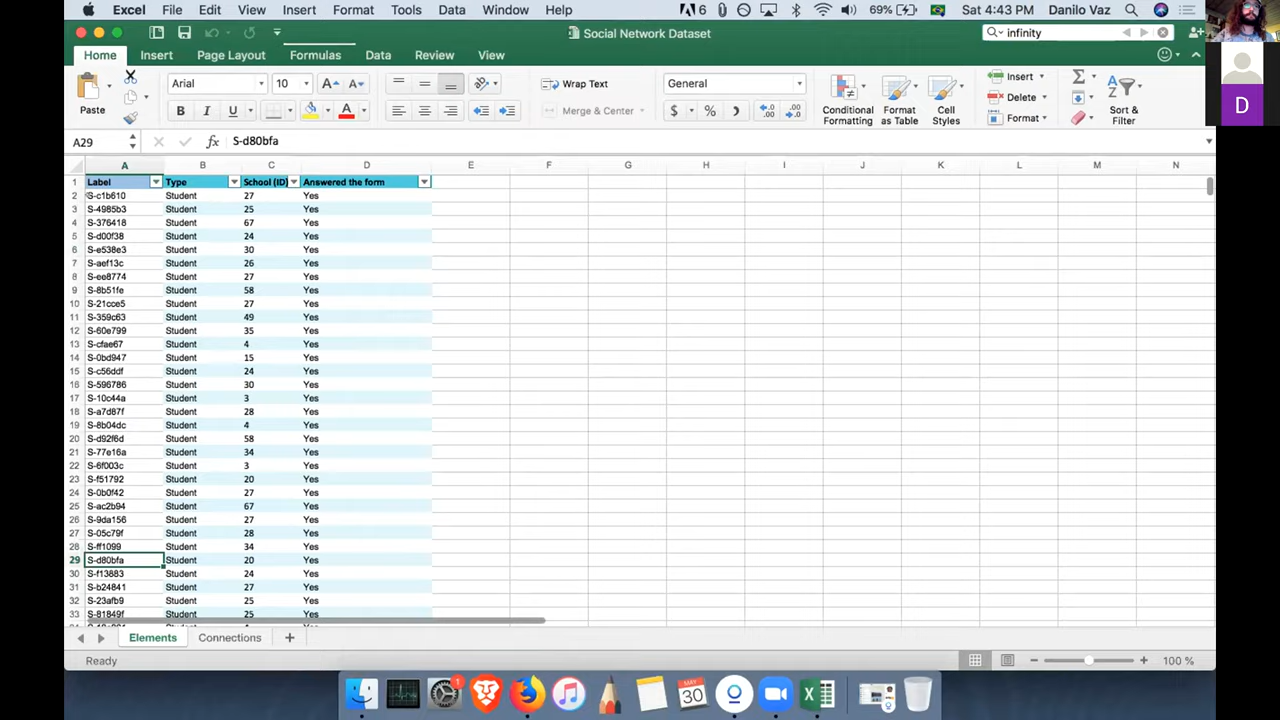 Excel File Edit View Insert Format Tools Data Window Help 6 69% Sat 4:43 PM Danilo Vaz
Social Network Dataset infinity
Home Insert Page Layout Formulas Data Review View
Paste Arial 10 A A Wrap Text General Conditional Formatting Format as Table Cell Styles Insert Σ Sort & Filter
B I U A Merge & Center $ % Delete
Format
D
A29 fx S-d80bfa
A B C D E F G H I J K L M N
1 Label Type School (ID) Answered the form
2 S-c1b610 Student 27 Yes
3 S-4985b3 Student 25 Yes
4 S-376418 Student 67 Yes
5 S-d00f38 Student 24 Yes
6 S-e538e3 Student 30 Yes
7 S-aef13c Student 26 Yes
8 S-ee8774 Student 27 Yes
9 S-8b51fe Student 58 Yes
10 S-21cce5 Student 27 Yes
11 S-359c63 Student 49 Yes
12 S-60e799 Student 35 Yes
13 S-cfae67 Student 4 Yes
14 S-0bd947 Student 15 Yes
15 S-c56ddf Student 24 Yes
16 S-596786 Student 30 Yes
17 S-10c44a Student 3 Yes
18 S-a7d87f Student 28 Yes
19 S-8b04dc Student 4 Yes
20 S-d92f6d Student 58 Yes
21 S-77e16a Student 34 Yes
22 S-6f003c Student 3 Yes
23 S-f51792 Student 20 Yes
24 S-0b0f42 Student 27 Yes
25 S-ac2b94 Student 67 Yes
26 S-9da156 Student 27 Yes
27 S-05c79f Student 28 Yes
28 S-ff1099 Student 34 Yes
29 S-d80bfa Student 20 Yes
30 S-f13883 Student 24 Yes
31 S-b24841 Student 27 Yes
32 S-23afb9 Student 25 Yes
33 S-81849f Student 25 Yes
Elements Connections +
Ready 100 %
1 MAY 30